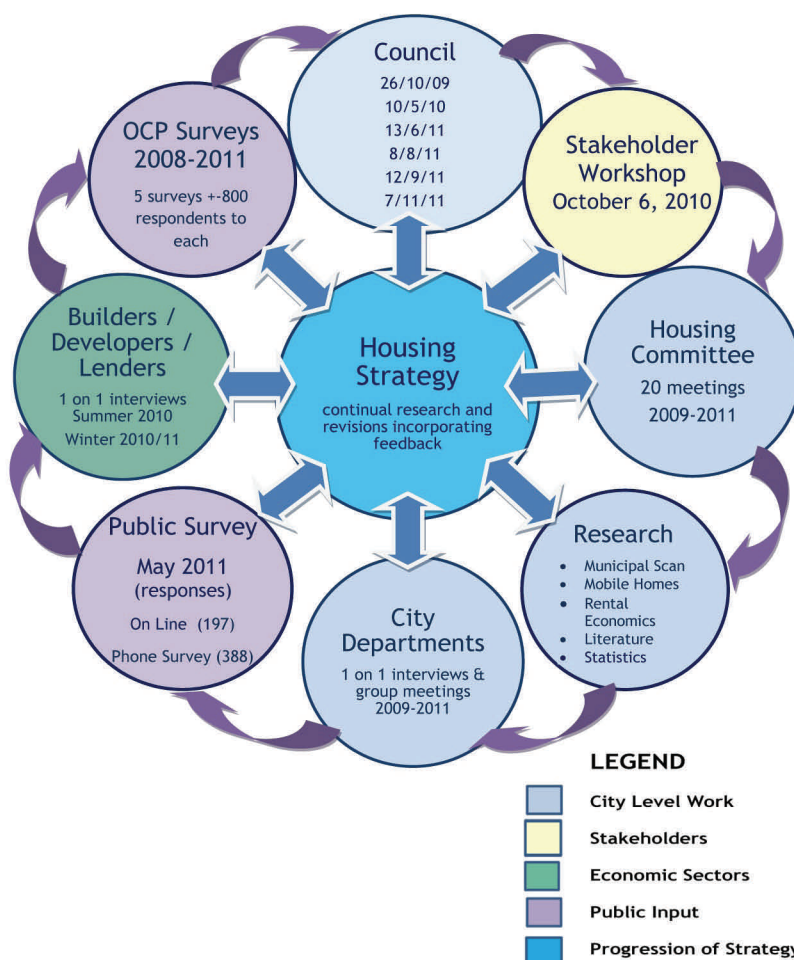 Council
26/10/09
10/5/10
13/6/11
8/8/11
12/9/11
7/11/11
OCP Surveys
2008-2011
5 surveys +-800
respondents to
each
Stakeholder
Workshop
October 6, 2010
Builders /
Developers /
Lenders
1 on 1 interviews
Summer 2010
Winter 2010/11
Housing
Strategy
continual research and
revisions incorporating
feedback
Housing
Committee
20 meetings
2009-2011
Public Survey
May 2011
(responses)
On Line (197)
Phone Survey (388)
City
Departments
1 on 1 interviews &
group meetings
2009-2011
Research
• Municipal Scan
• Mobile Homes
• Rental
Economics
• Literature
• Statistics
LEGEND
City Level Work
Stakeholders
Economic Sectors
Public Input
Progression of Strategy